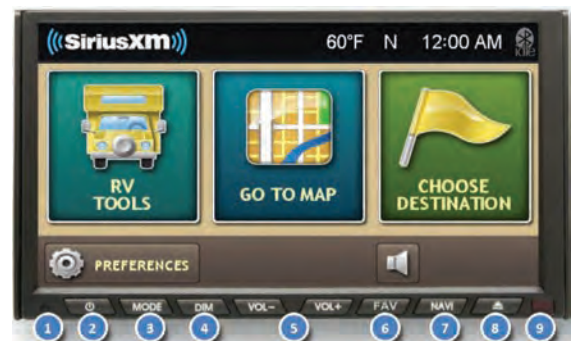 ((SiriusXM)) 60°F N 12:00 AM idle
RV TOOLS
GO TO MAP
CHOOSE DESTINATION
PREFERENCES
MODE DIM VOL- VOL+ FAV NAVI
1 2 3 4 5 6 7 8 9